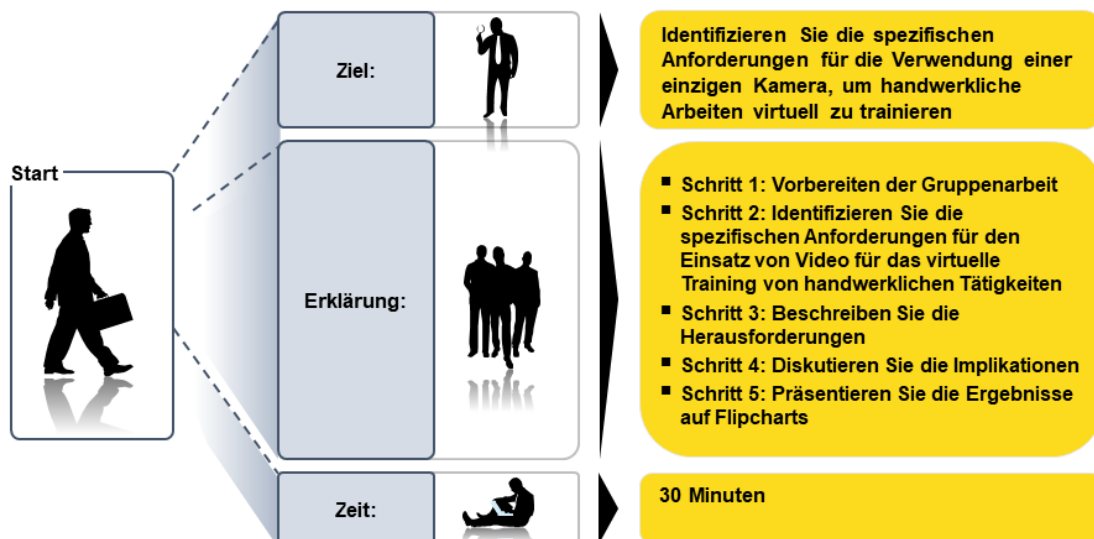 Start
Ziel:
Identifizieren Sie die spezifischen
Anforderungen für die Verwendung einer
einzigen Kamera, um handwerkliche
Arbeiten virtuell zu trainieren
Erklärung:
▪ Schritt 1: Vorbereiten der Gruppenarbeit
▪ Schritt 2: Identifizieren Sie die
spezifischen Anforderungen für den
Einsatz von Video für das virtuelle
Training von handwerklichen Tätigkeiten
▪ Schritt 3: Beschreiben Sie die
Herausforderungen
▪ Schritt 4: Diskutieren Sie die Implikationen
▪ Schritt 5: Präsentieren Sie die Ergebnisse
auf Flipcharts
Zeit:
30 Minuten